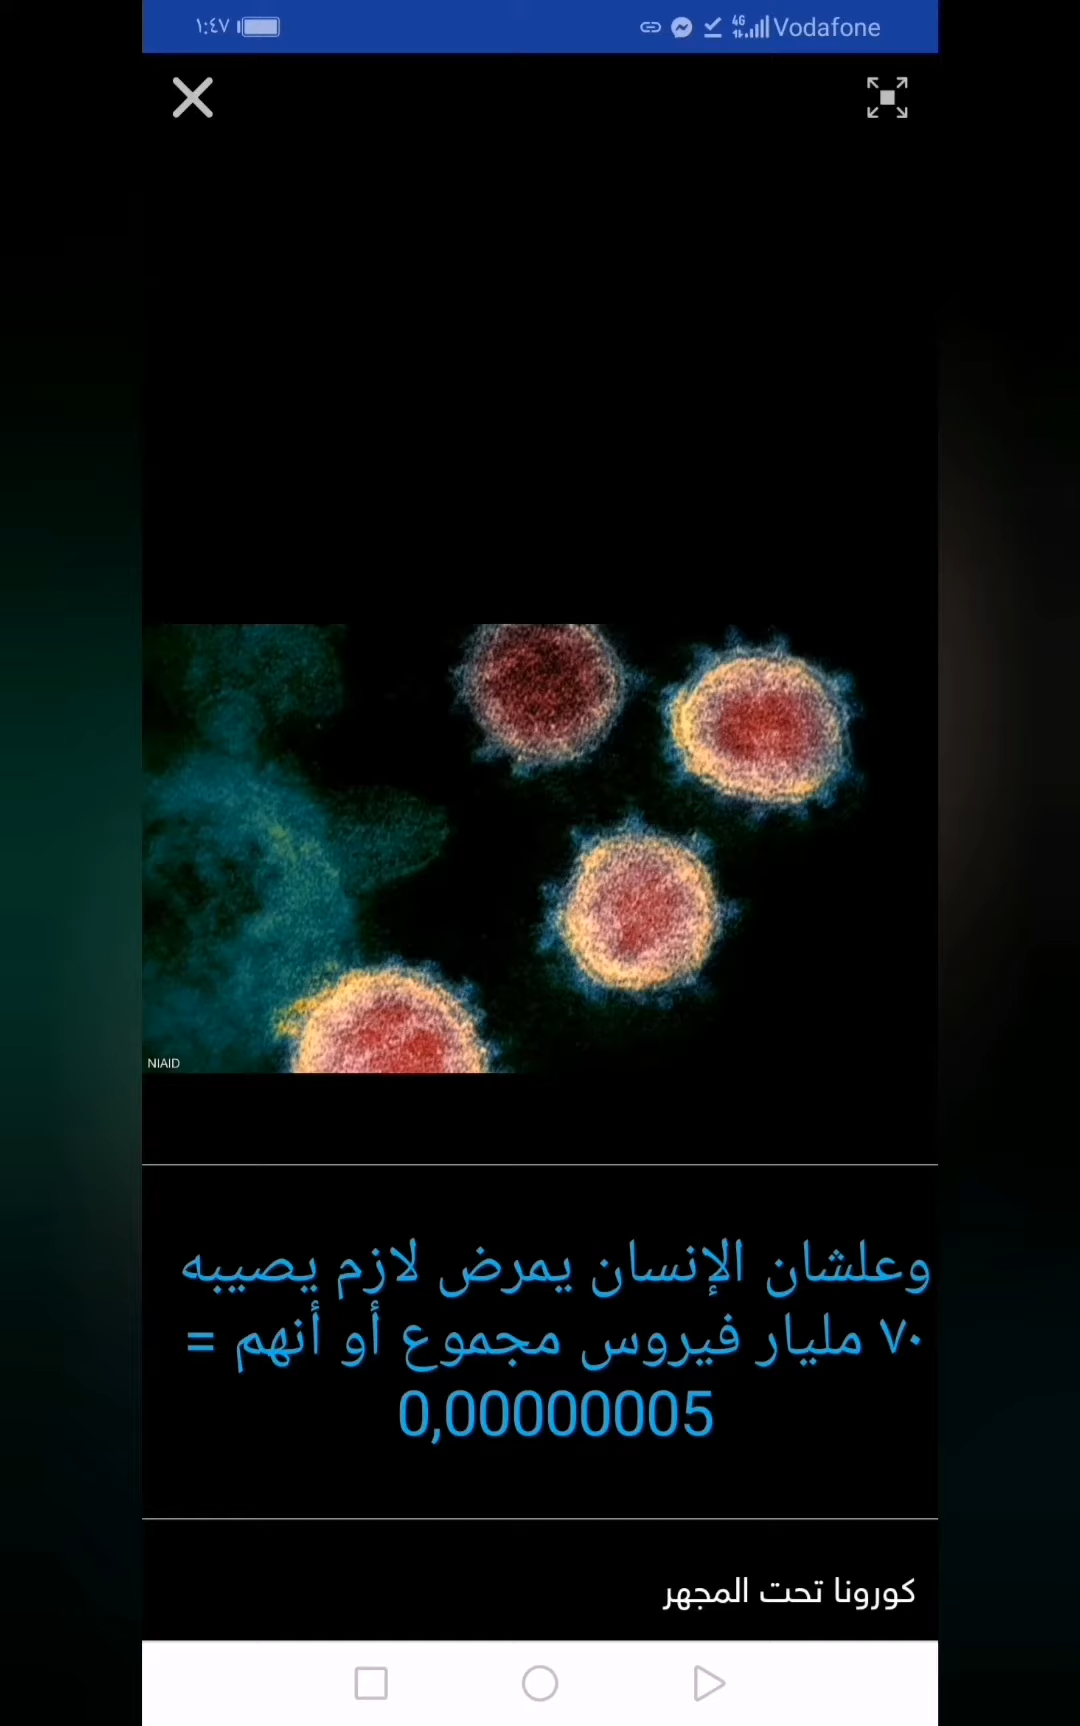 ١:٤٧
4G Vodafone
NIAID
وعلشان الإنسان يمرض لازم يصيبه
٧٠ مليار فيروس مجموع أو أنهم =
0,00000005
كورونا تحت المجهر